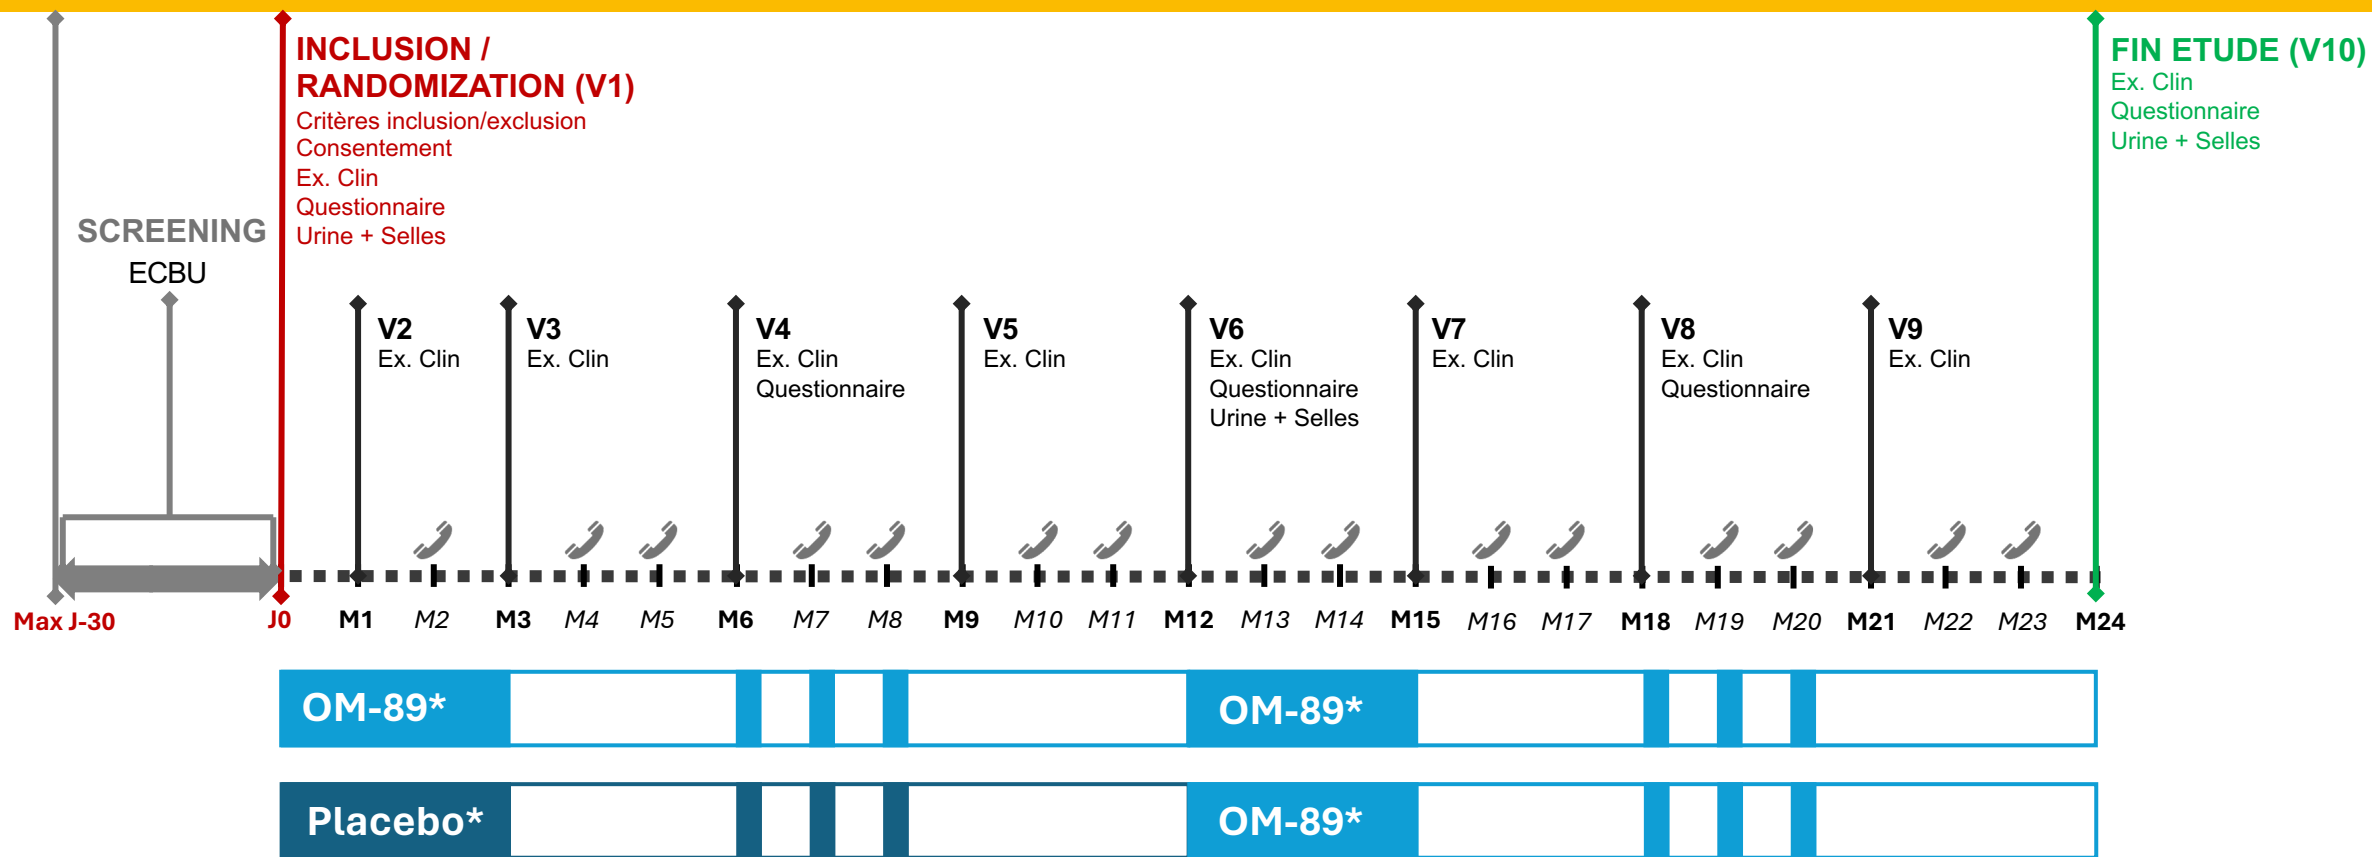 INCLUSION /
RANDOMIZATION (V1)
Critères inclusion/exclusion
Consentement
Ex. Clin
Questionnaire
Urine + Selles
FIN ETUDE (V10)
Ex. Clin
Questionnaire
Urine + Selles
SCREENING
ECBU
V2
Ex. Clin
V3
Ex. Clin
V4
Ex. Clin
Questionnaire
V5
Ex. Clin
V6
Ex. Clin
Questionnaire
Urine + Selles
V7
Ex. Clin
V8
Ex. Clin
Questionnaire
V9
Ex. Clin
Max J-30 J0 M1 M2 M3 M4 M5 M6 M7 M8 M9 M10 M11 M12 M13 M14 M15 M16 M17 M18 M19 M20 M21 M22 M23 M24
OM-89* OM-89*
Placebo* OM-89*